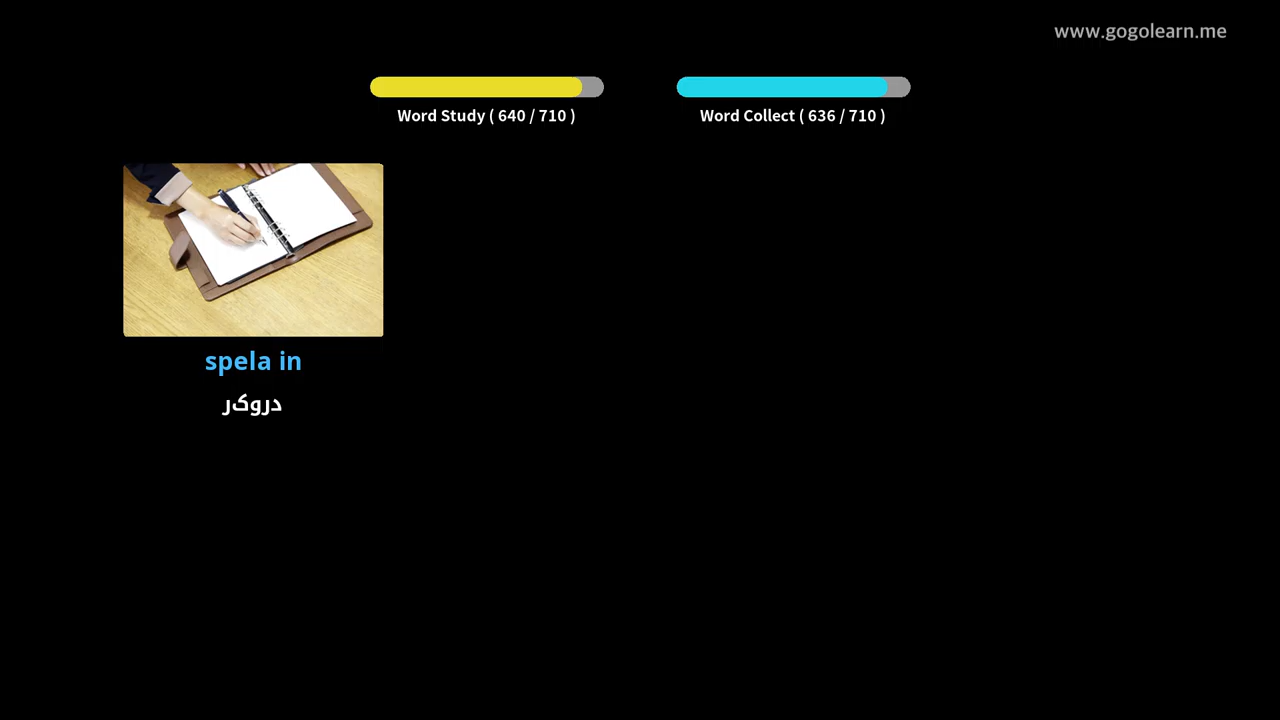 www.gogolearn.me
Word Study ( 640 / 710 )
Word Collect ( 636 / 710 )
spela in
دروکر